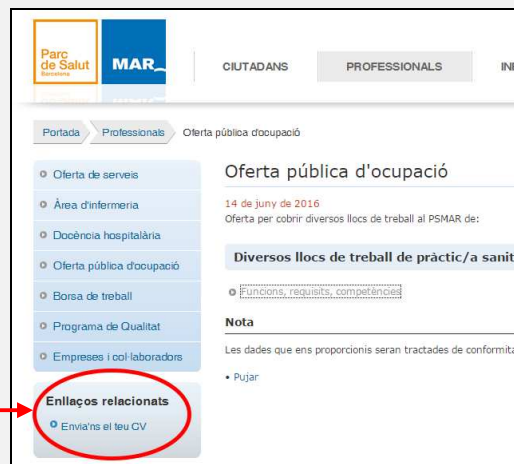 Parc
de Salut
Barcelona
MAR
CIUTADANS
PROFESSIONALS
Portada
Professionals
Oferta pública d'ocupació
Oferta de serveis
Àrea d'infermeria
Docència hospitalària
Oferta pública d'ocupació
Borsa de treball
Programa de Qualitat
Empreses i col·laboradors
Enllaços relacionats
Envia'ns el teu CV
Oferta pública d'ocupació
14 de juny de 2016
Oferta per cobrir diversos llocs de treball al PSMAR de:
Diversos llocs de treball de pràctic/a sanit
Funcions, requisits, competències
Nota
Les dades que ens proporcionis seran tractades de conformita
• Pujar